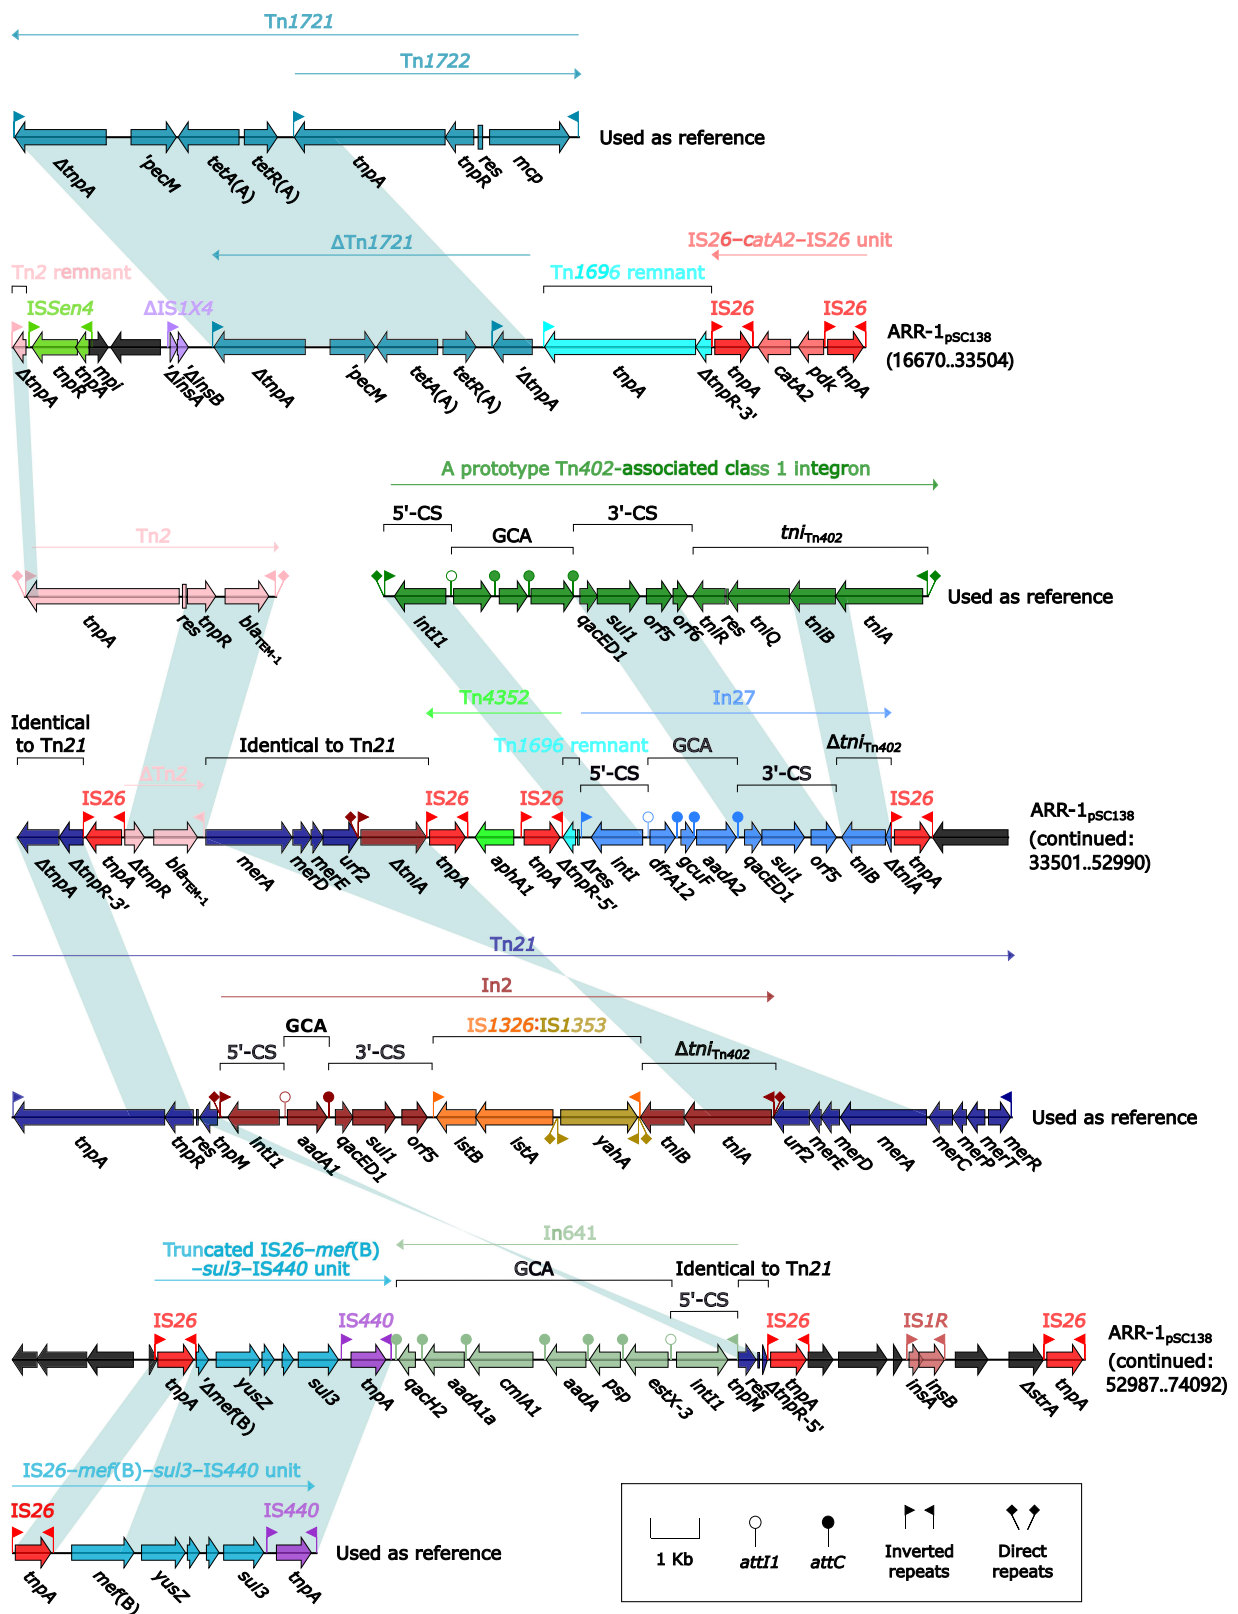 Tn1721
Tn1722
Used as reference
ΔtnpA 'pecM tetA(A) tetR(A) tnpA tnpR res mcp
ΔTn1721
IS26–catA2–IS26 unit
Tn2 remnant
Tn1696 remnant
ISSen4 ΔIS1X4 IS26 IS26
ARR-1pSC138
(16670..33504)
ΔtnpA tnpR tnpA mpl 'ΔinsA 'ΔinsB ΔtnpA 'pecM tetA(A) tetR(A) 'ΔtnpA tnpA ΔtnpR-3' tnpA catA2 pdk tnpA
A prototype Tn402-associated class 1 integron
5'-CS GCA 3'-CS tniTn402
Tn2
Used as reference
tnpA res tnpR blaTEM-1
intI1 qacED1 sul1 orf5 orf6 tniR res tniQ tniB tniA
Tn4352 In27
Identical
to Tn21
Identical to Tn21
Tn1696 remnant GCA ΔtniTn402
ΔTn2 5'-CS 3'-CS
IS26 IS26 IS26 IS26
ARR-1pSC138
(continued:
33501..52990)
ΔtnpA ΔtnpR-3' tnpA ΔtnpR blaTEM-1 merA merD merE urf2 ΔtniA tnpA aphA1 tnpA ΔtnpR-5' Δres intI dfrA12 gcuF aadA2 qacED1 sul1 orf5 tniB ΔtniA tnpA
Tn21
In2
GCA IS1326:IS1353
5'-CS 3'-CS ΔtniTn402
Used as reference
tnpA tnpR res tnpM intI1 aadA1 qacED1 sul1 orf5 istB istA yahA tniB tniA urf2 merE merD merA merC merP merT merR
In641
Truncated IS26–mef(B)
–sul3–IS440 unit
GCA Identical to Tn21
5'-CS
IS26 IS440 IS26 IS1R IS26
ARR-1pSC138
(continued:
52987..74092)
tnpA 'Δmef(B) yusZ sul3 tnpA qacH2 aadA1a cmlA1 aadA psp estX-3 intI1 tnpM res ΔtnpR-5' tnpA insA insB ΔstrA tnpA
IS26–mef(B)–sul3–IS440 unit
IS26 IS440
Used as reference
tnpA mef(B) yusZ sul3 tnpA
1 Kb attI1 attC Inverted
repeats
Direct
repeats